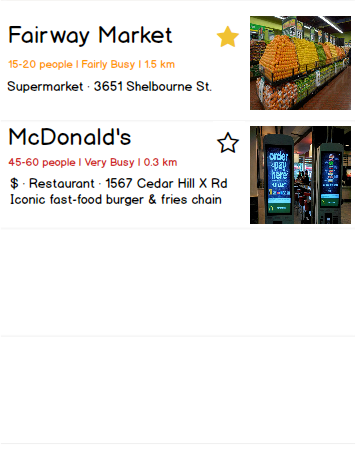 Fairway Market
15-20 people | Fairly Busy | 1.5 km
Supermarket · 3651 Shelbourne St.
McDonald's
45-60 people | Very Busy | 0.3 km
$ · Restaurant · 1567 Cedar Hill X Rd
Iconic fast-food burger & fries chain
order
pay
here